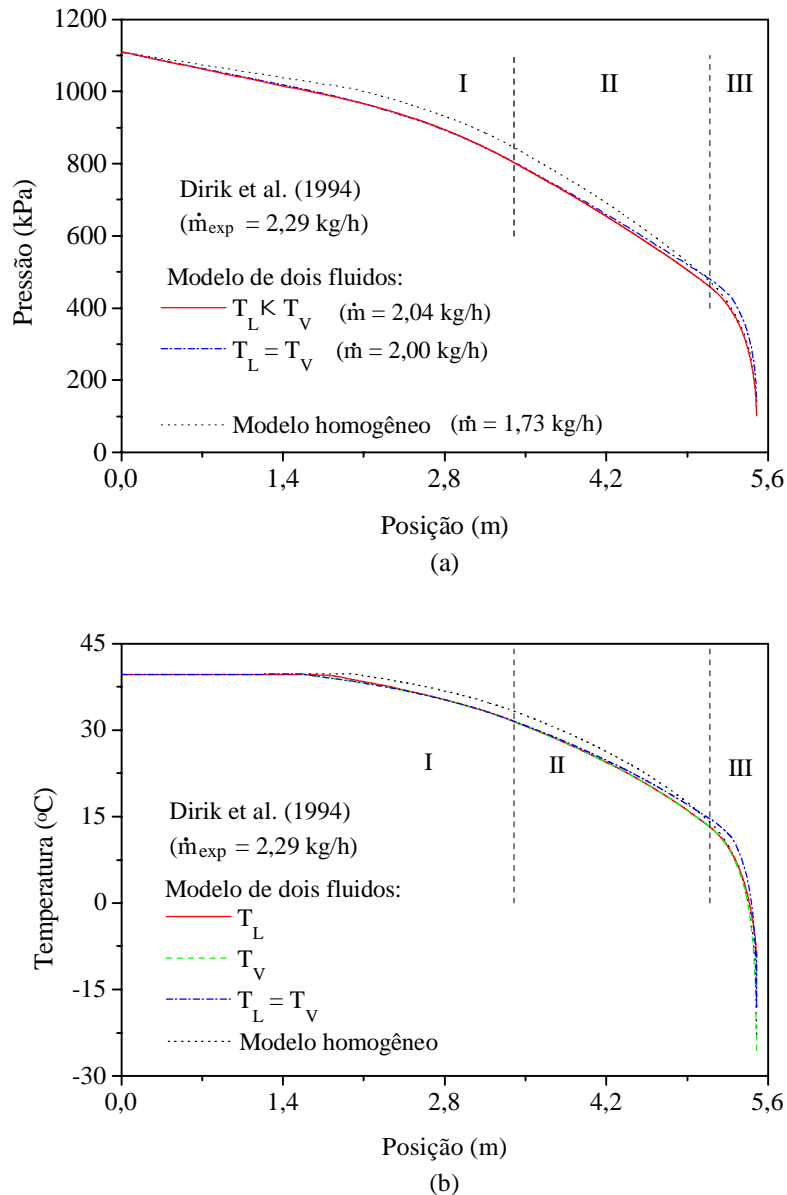 1200
1000
800
600
400
200
0
Pressão (kPa)
I
II
III
Dirik et al. (1994)
(ṁexp = 2,29 kg/h)
Modelo de dois fluidos:
TL K TV (ṁ = 2,04 kg/h)
TL = TV (ṁ = 2,00 kg/h)
Modelo homogêneo (ṁ = 1,73 kg/h)
0,0 1,4 2,8 4,2 5,6
Posição (m)
(a)
45
30
15
0
-15
-30
Temperatura (oC)
I
II
III
Dirik et al. (1994)
(ṁexp = 2,29 kg/h)
Modelo de dois fluidos:
TL
TV
TL = TV
Modelo homogêneo
0,0 1,4 2,8 4,2 5,6
Posição (m)
(b)